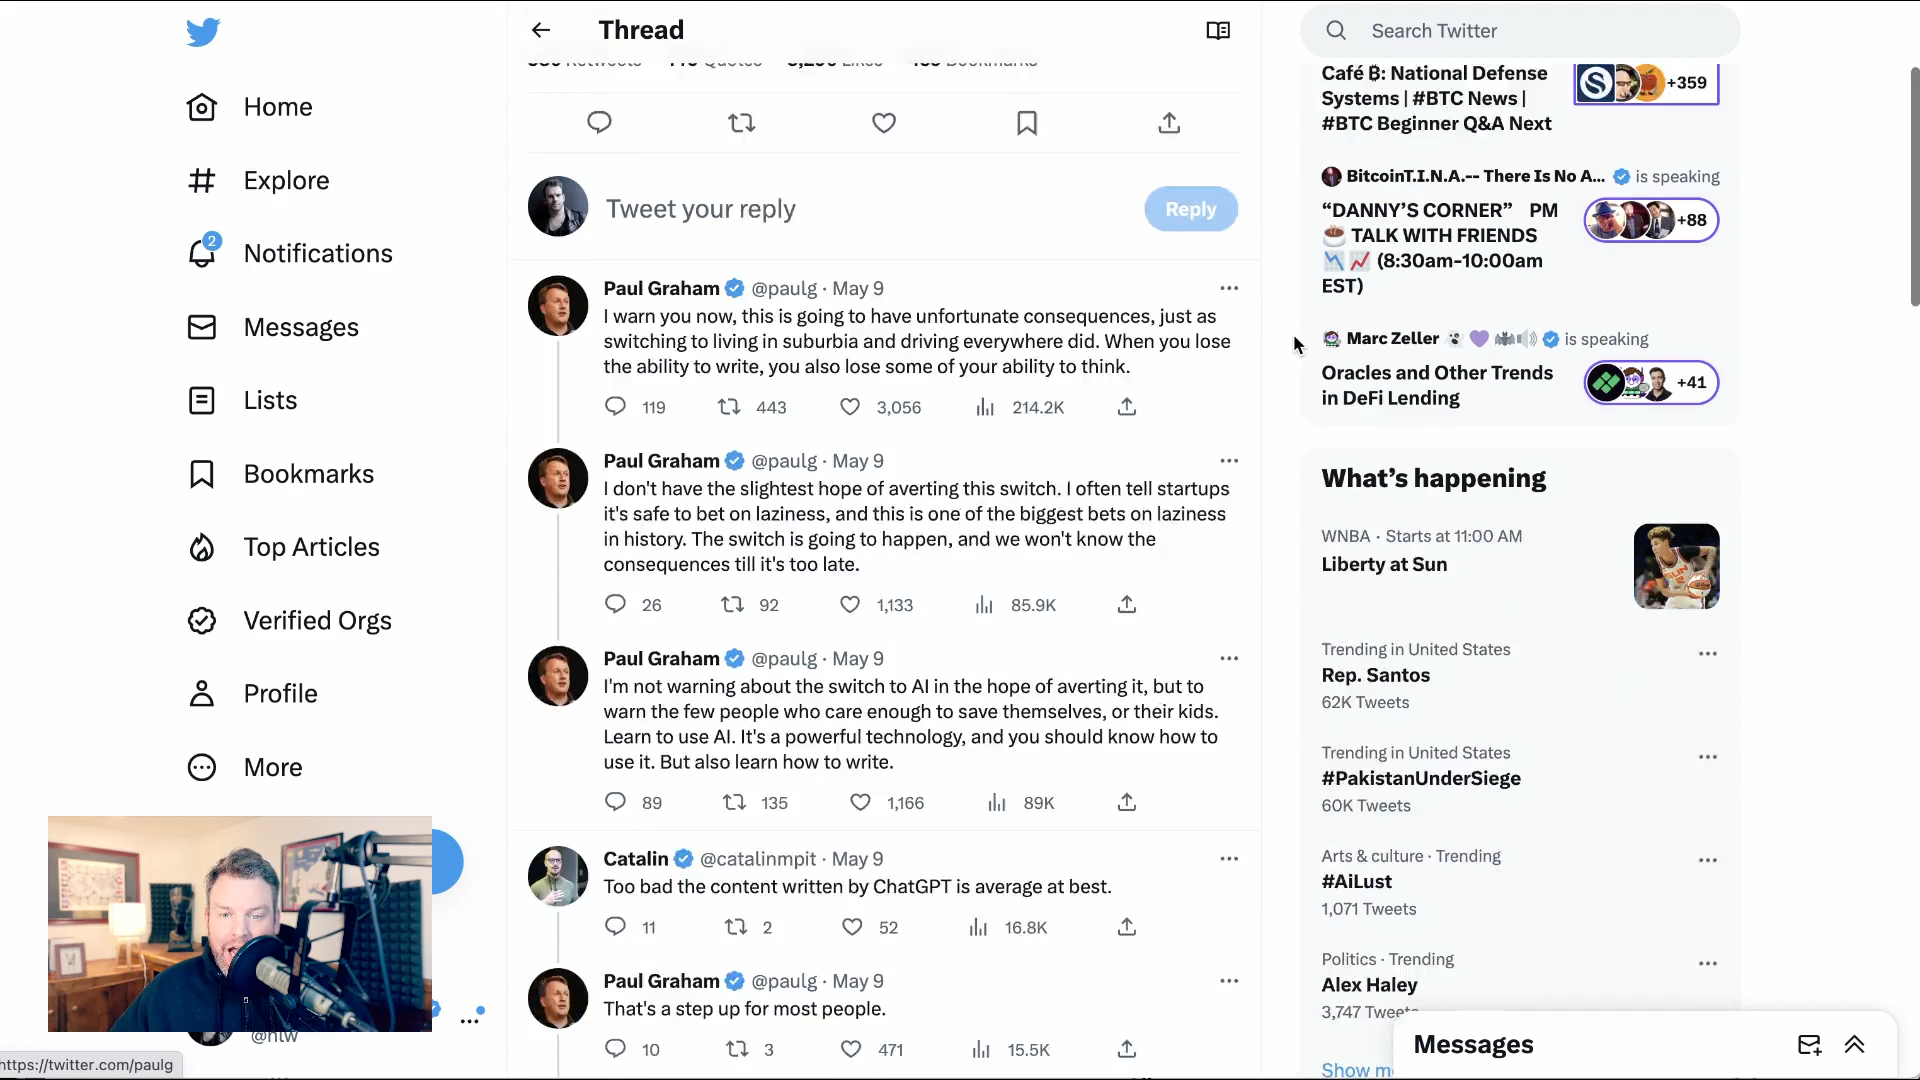 Home
Explore
2
Notifications
Messages
Lists
Bookmarks
Top Articles
Verified Orgs
Profile
More
@nlw
https://twitter.com/paulg
Thread
Retweets Quotes Likes Bookmarks
Tweet your reply
Reply
Paul Graham @paulg · May 9
I warn you now, this is going to have unfortunate consequences, just as
switching to living in suburbia and driving everywhere did. When you lose
the ability to write, you also lose some of your ability to think.
119 443 3,056 214.2K
Paul Graham @paulg · May 9
I don't have the slightest hope of averting this switch. I often tell startups
it's safe to bet on laziness, and this is one of the biggest bets on laziness
in history. The switch is going to happen, and we won't know the
consequences till it's too late.
26 92 1,133 85.9K
Paul Graham @paulg · May 9
I'm not warning about the switch to AI in the hope of averting it, but to
warn the few people who care enough to save themselves, or their kids.
Learn to use AI. It's a powerful technology, and you should know how to
use it. But also learn how to write.
89 135 1,166 89K
Catalin @catalinmpit · May 9
Too bad the content written by ChatGPT is average at best.
11 2 52 16.8K
Paul Graham @paulg · May 9
That's a step up for most people.
10 3 471 15.5K
Search Twitter
Café ₿: National Defense
Systems | #BTC News |
#BTC Beginner Q&A Next
+359
BitcoinT.I.N.A.-- There Is No A... is speaking
“DANNY’S CORNER” PM
☕ TALK WITH FRIENDS
📉 📈 (8:30am-10:00am
EST)
+88
Marc Zeller 👻 💜 🦇🔊 is speaking
Oracles and Other Trends
in DeFi Lending
+41
What’s happening
WNBA · Starts at 11:00 AM
Liberty at Sun
Trending in United States
Rep. Santos
62K Tweets
Trending in United States
#PakistanUnderSiege
60K Tweets
Arts & culture · Trending
#AiLust
1,071 Tweets
Politics · Trending
Alex Haley
3,747 Tweets
Show
Messages